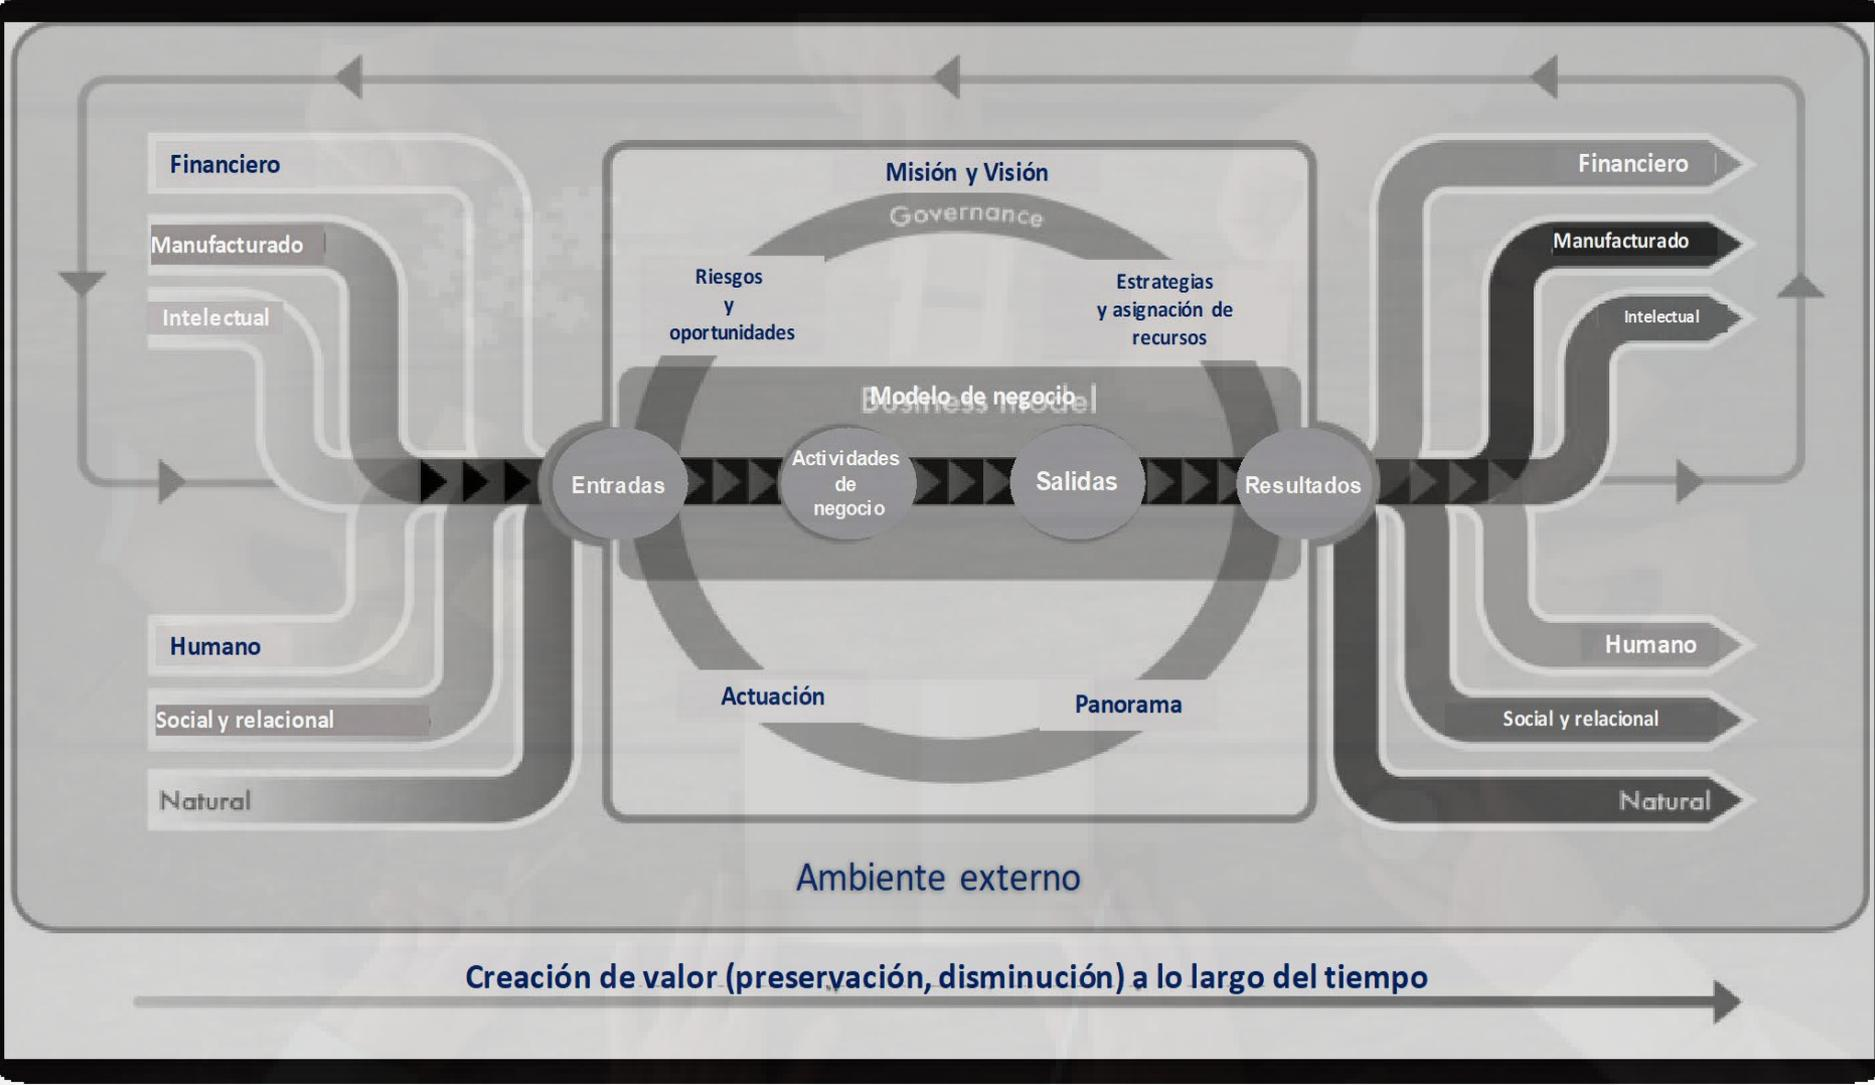 Financiero
Manufacturado
Intelectual
Humano
Social y relacional
Natural
Misión y Visión
Governance
Riesgos
y
oportunidades
Estrategias
y asignación de
recursos
Modelo de negocio
Business model
Entradas
Actividades
de
negocio
Salidas
Resultados
Actuación
Panorama
Financiero
Manufacturado
Intelectual
Humano
Social y relacional
Natural
Ambiente externo
Creación de valor (preservación, disminución) a lo largo del tiempo